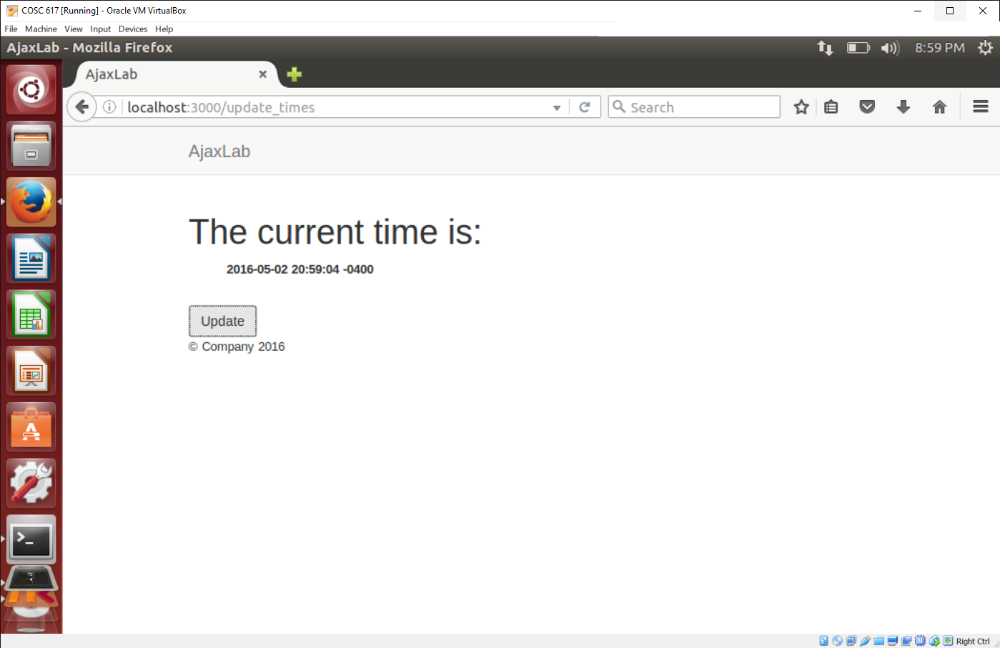 COSC 617 [Running] - Oracle VM VirtualBox
File Machine View Input Devices Help
AjaxLab - Mozilla Firefox 8:59 PM
AjaxLab
localhost:3000/update_times Search
AjaxLab
The current time is:
2016-05-02 20:59:04 -0400
Update
© Company 2016
Right Ctrl